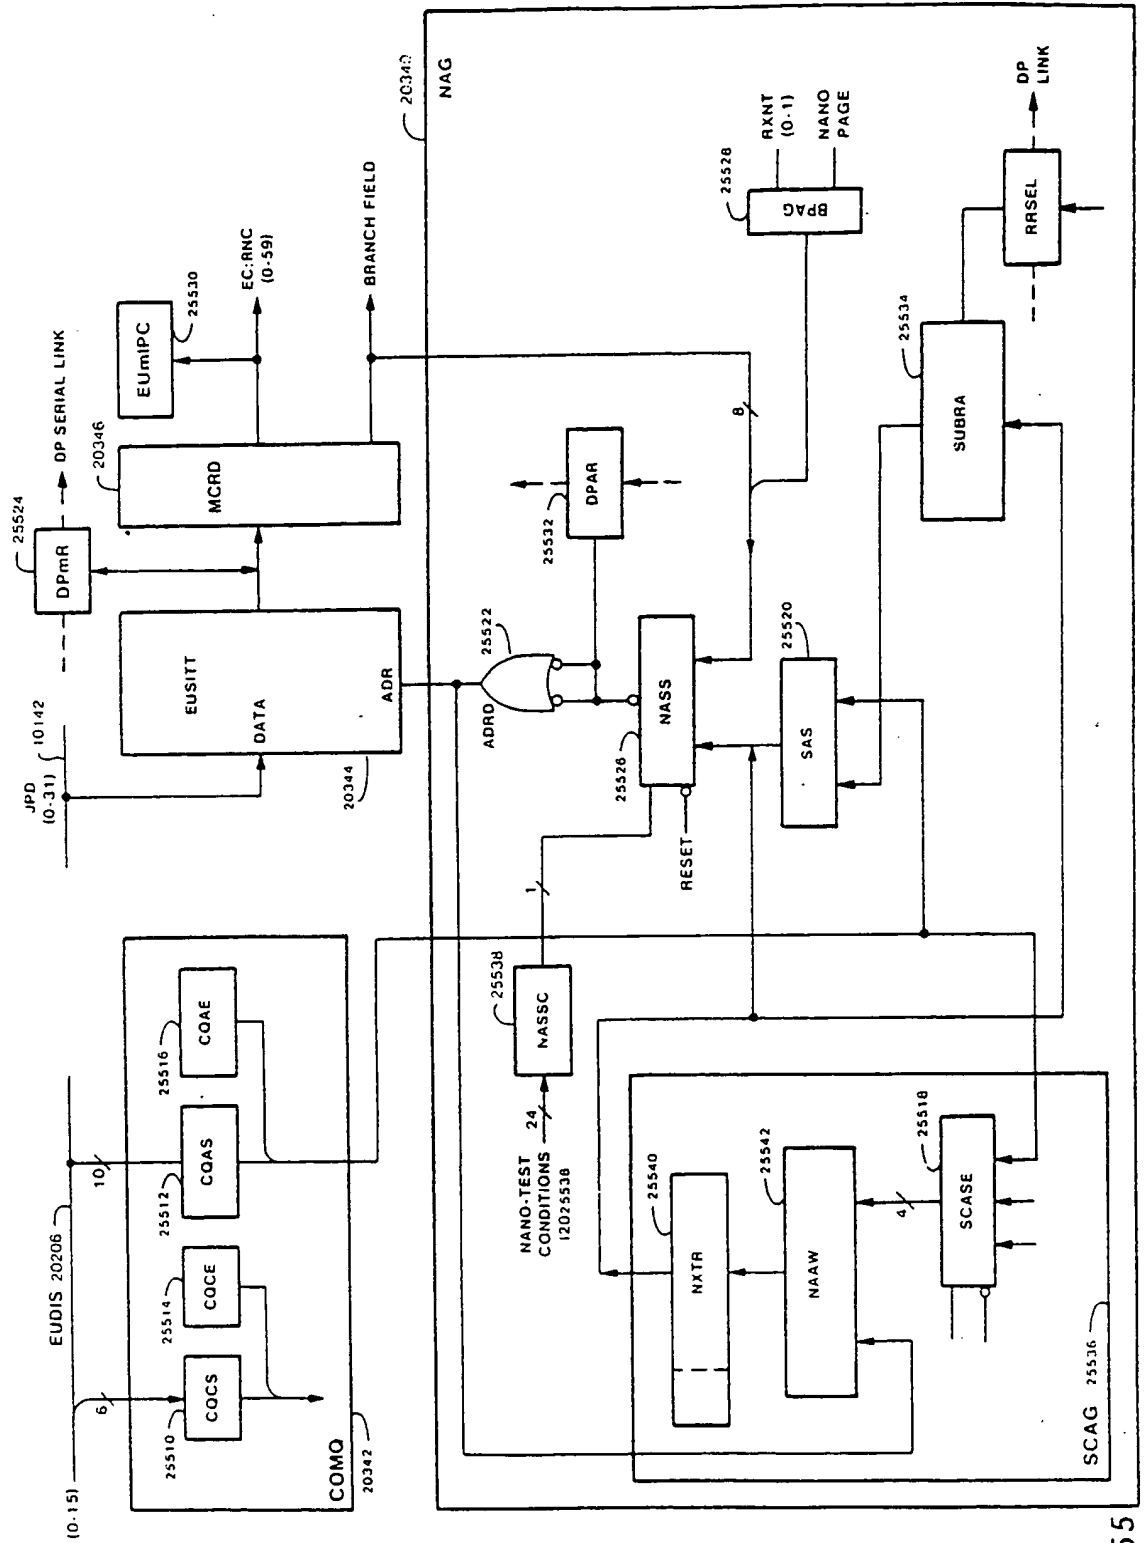 (0-15)
EUDIS 20206
6
10
25510
CQCS
25514
CQCE
25512
CQAS
25516
CQAE
COMQ
20342
JPD
(0-31)
10142
25524
DPmR
DP SERIAL LINK
EUSITT
DATA
ADR
20344
20346
MCRD
EUmIPC
25530
EC:RNC
(0-59)
BRANCH FIELD
20340
NAG
NANO-TEST
CONDITIONS
12025538
24
NASSC
25538
1
ADRD
25522
25532
DPAR
25526
NASS
RESET
8
25528
BPAG
RXNT
(0-1)
NANO
PAGE
SAS
25520
SUBRA
25534
RRSEL
DP
LINK
NXTR
25540
NAAW
25542
4
SCASE
25518
SCAG
25536
55